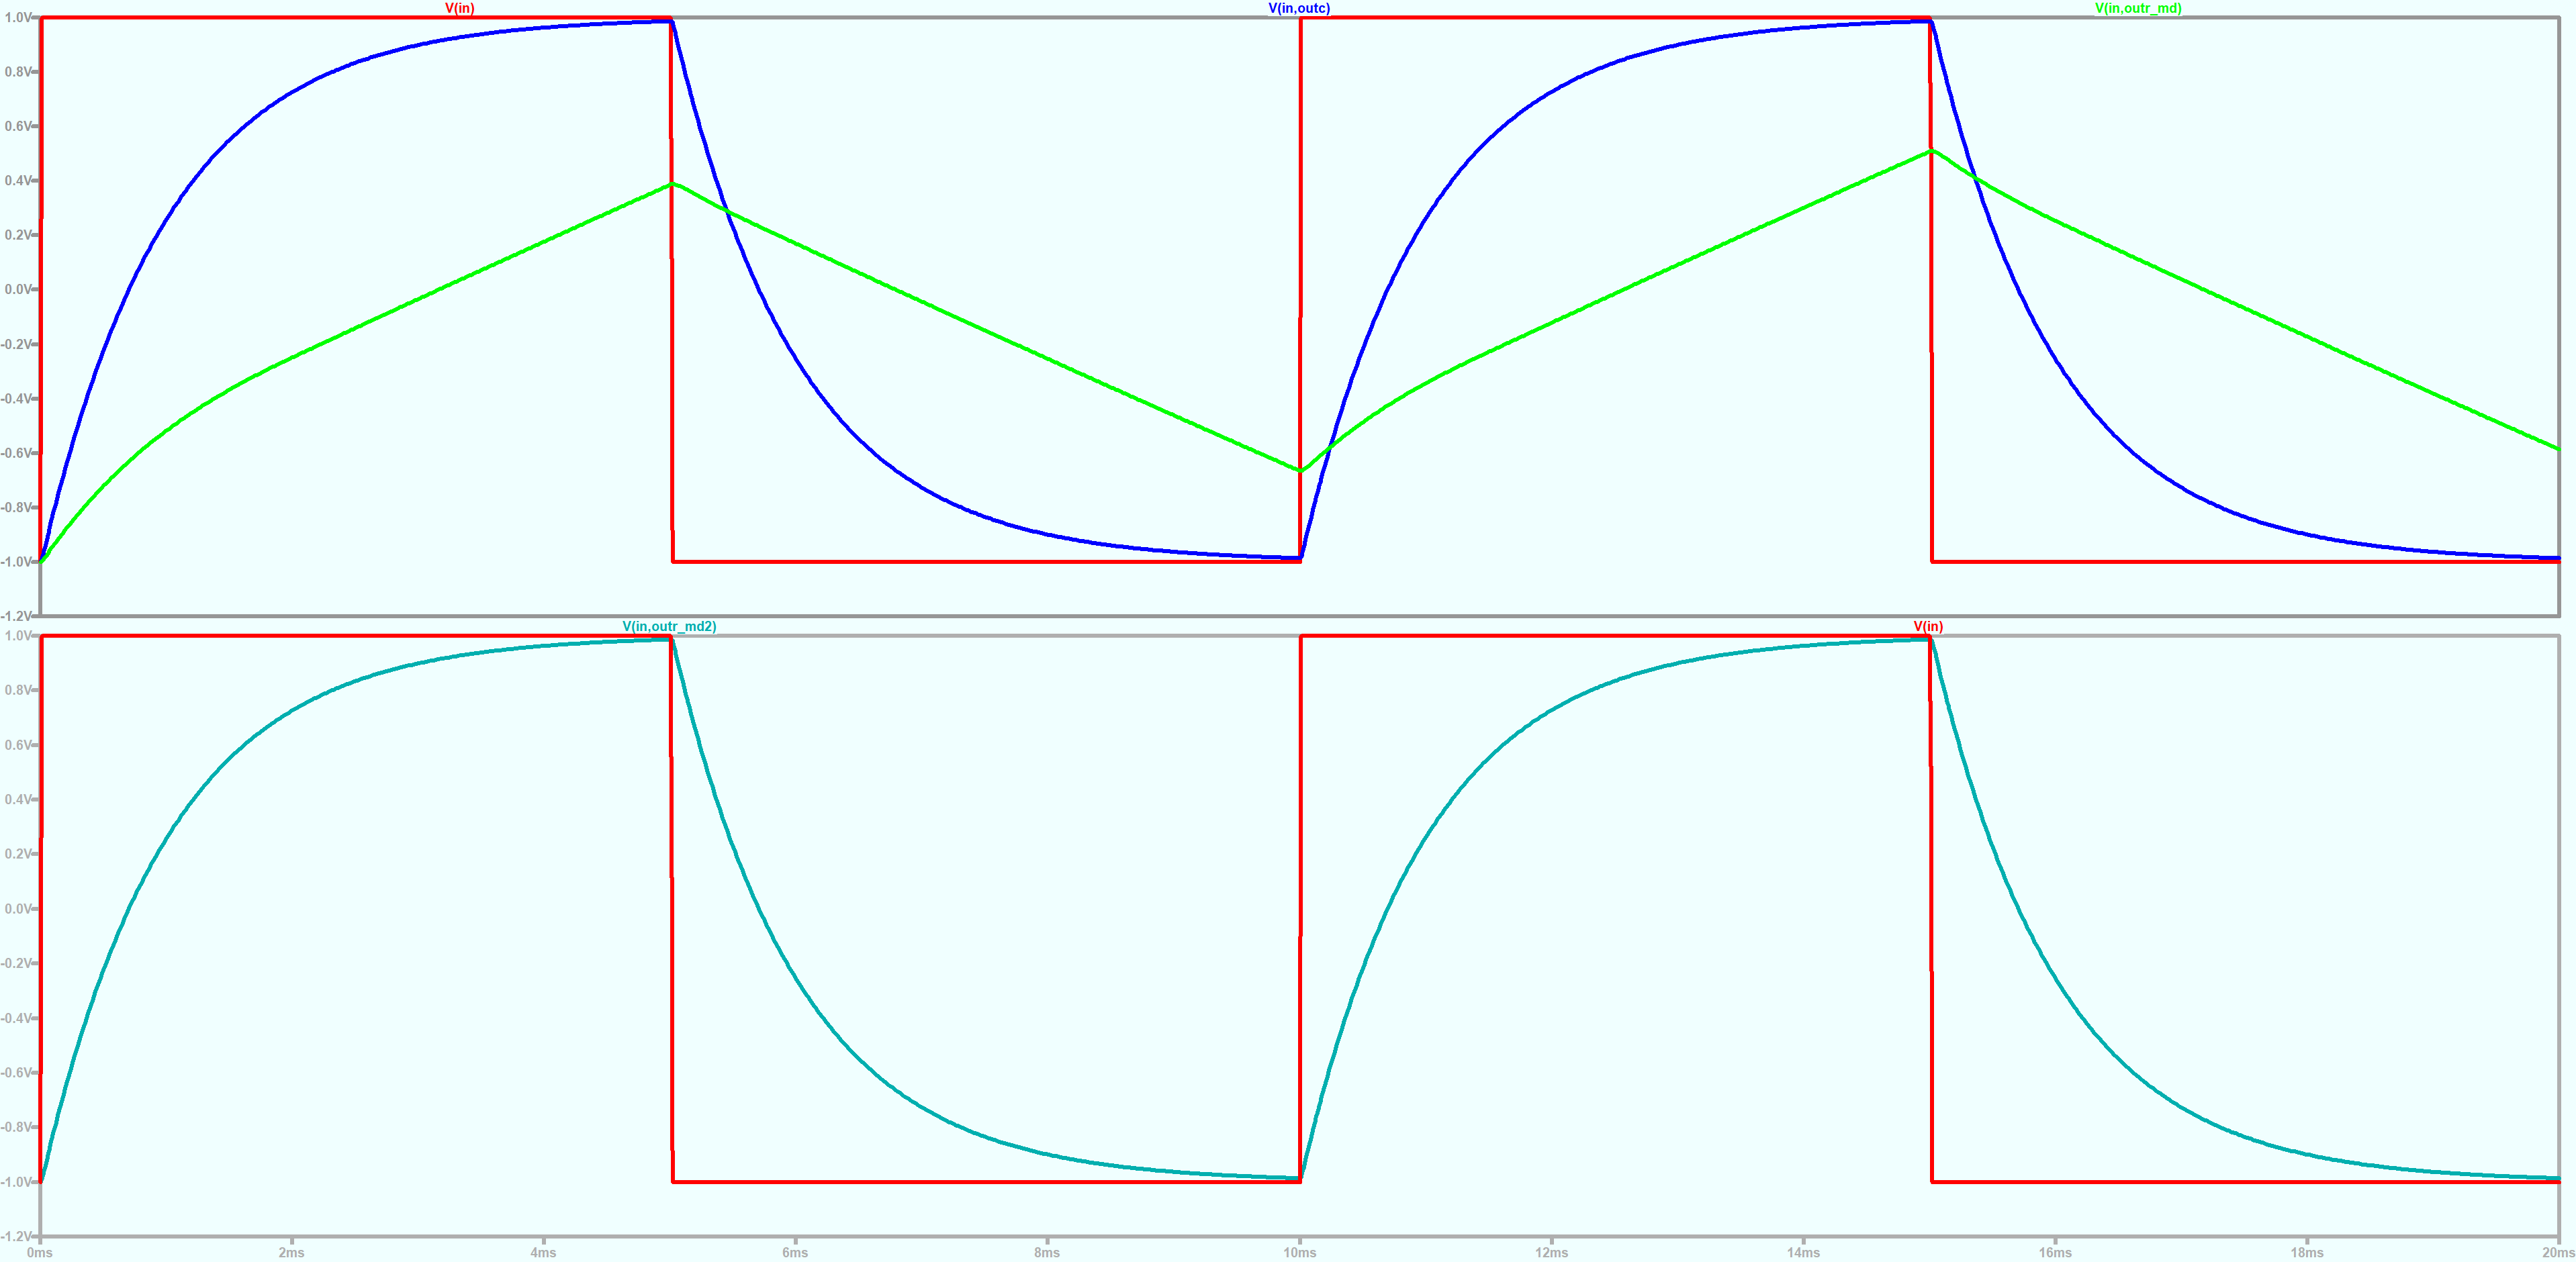 V(in) V(in,outc) V(in,outr_md)
1.0V
0.8V
0.6V
0.4V
0.2V
0.0V
-0.2V
-0.4V
-0.6V
-0.8V
-1.0V
-1.2V
V(in,outr_md2) V(in)
1.0V
0.8V
0.6V
0.4V
0.2V
0.0V
-0.2V
-0.4V
-0.6V
-0.8V
-1.0V
-1.2V
0ms 2ms 4ms 6ms 8ms 10ms 12ms 14ms 16ms 18ms 20ms